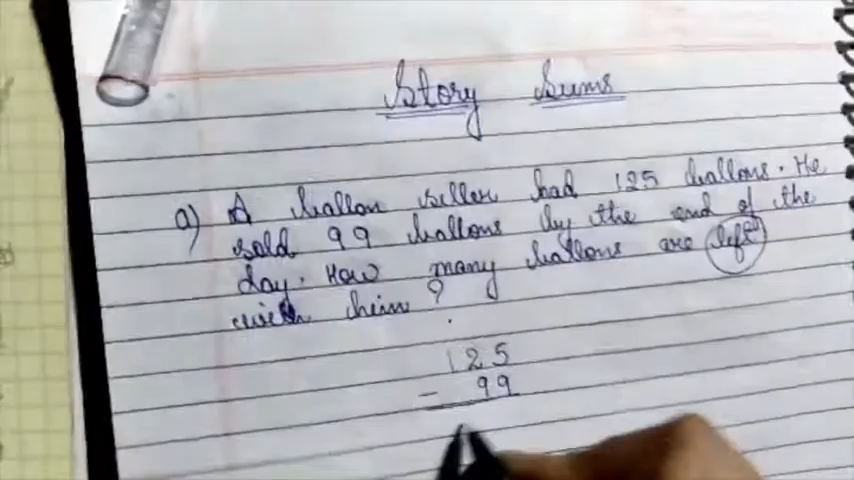 Story Sums
a) A ballon seller had 125 ballons. He
sold 99 ballons by the end of the
day. How many ballons are left
with him ?
125
- 99